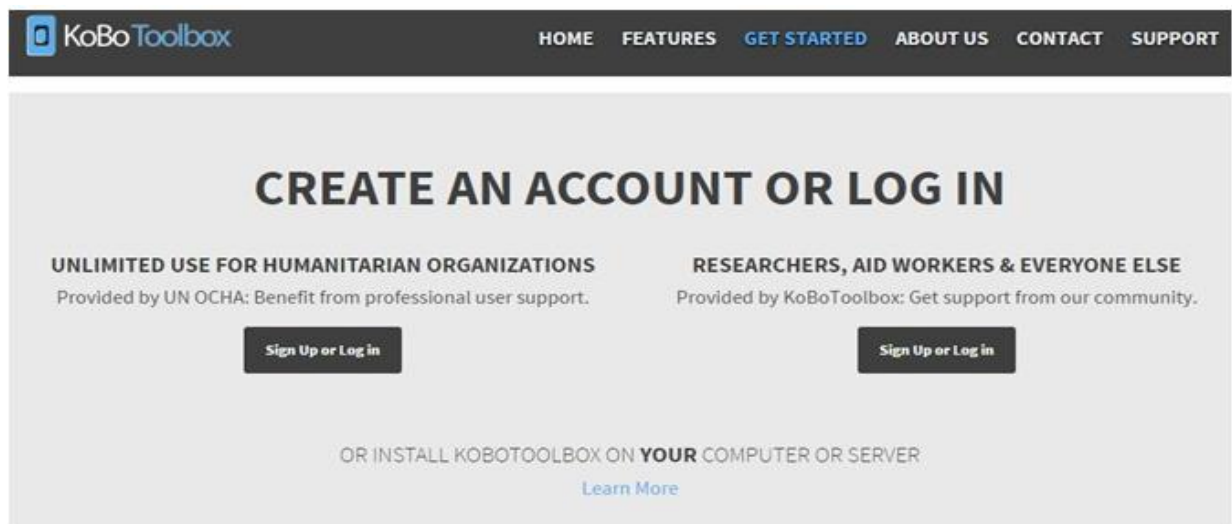 KoBoToolbox
HOME FEATURES GET STARTED ABOUT US CONTACT SUPPORT
CREATE AN ACCOUNT OR LOG IN
UNLIMITED USE FOR HUMANITARIAN ORGANIZATIONS
Provided by UN OCHA: Benefit from professional user support.
Sign Up or Log in
RESEARCHERS, AID WORKERS & EVERYONE ELSE
Provided by KoBoToolbox: Get support from our community.
Sign Up or Log in
OR INSTALL KOBOTOOLBOX ON YOUR COMPUTER OR SERVER
Learn More